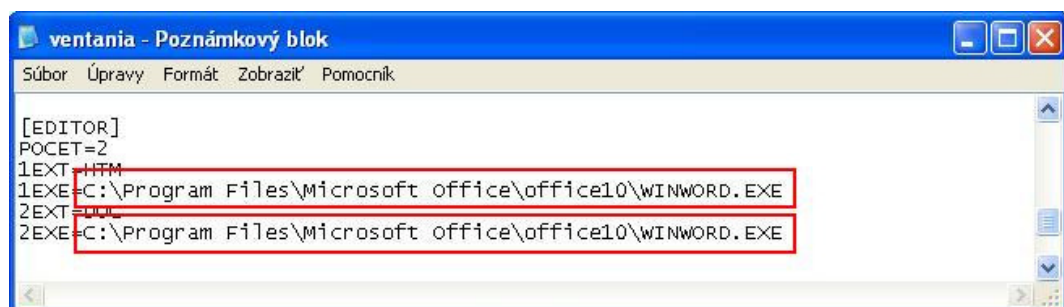 ventania - Poznámkový blok
Súbor Úpravy Formát Zobraziť Pomocník
[EDITOR]
POCET=2
1EXT=HTM
1EXE=C:\Program Files\Microsoft Office\office10\WINWORD.EXE
2EXT=DOC
2EXE=C:\Program Files\Microsoft Office\office10\WINWORD.EXE